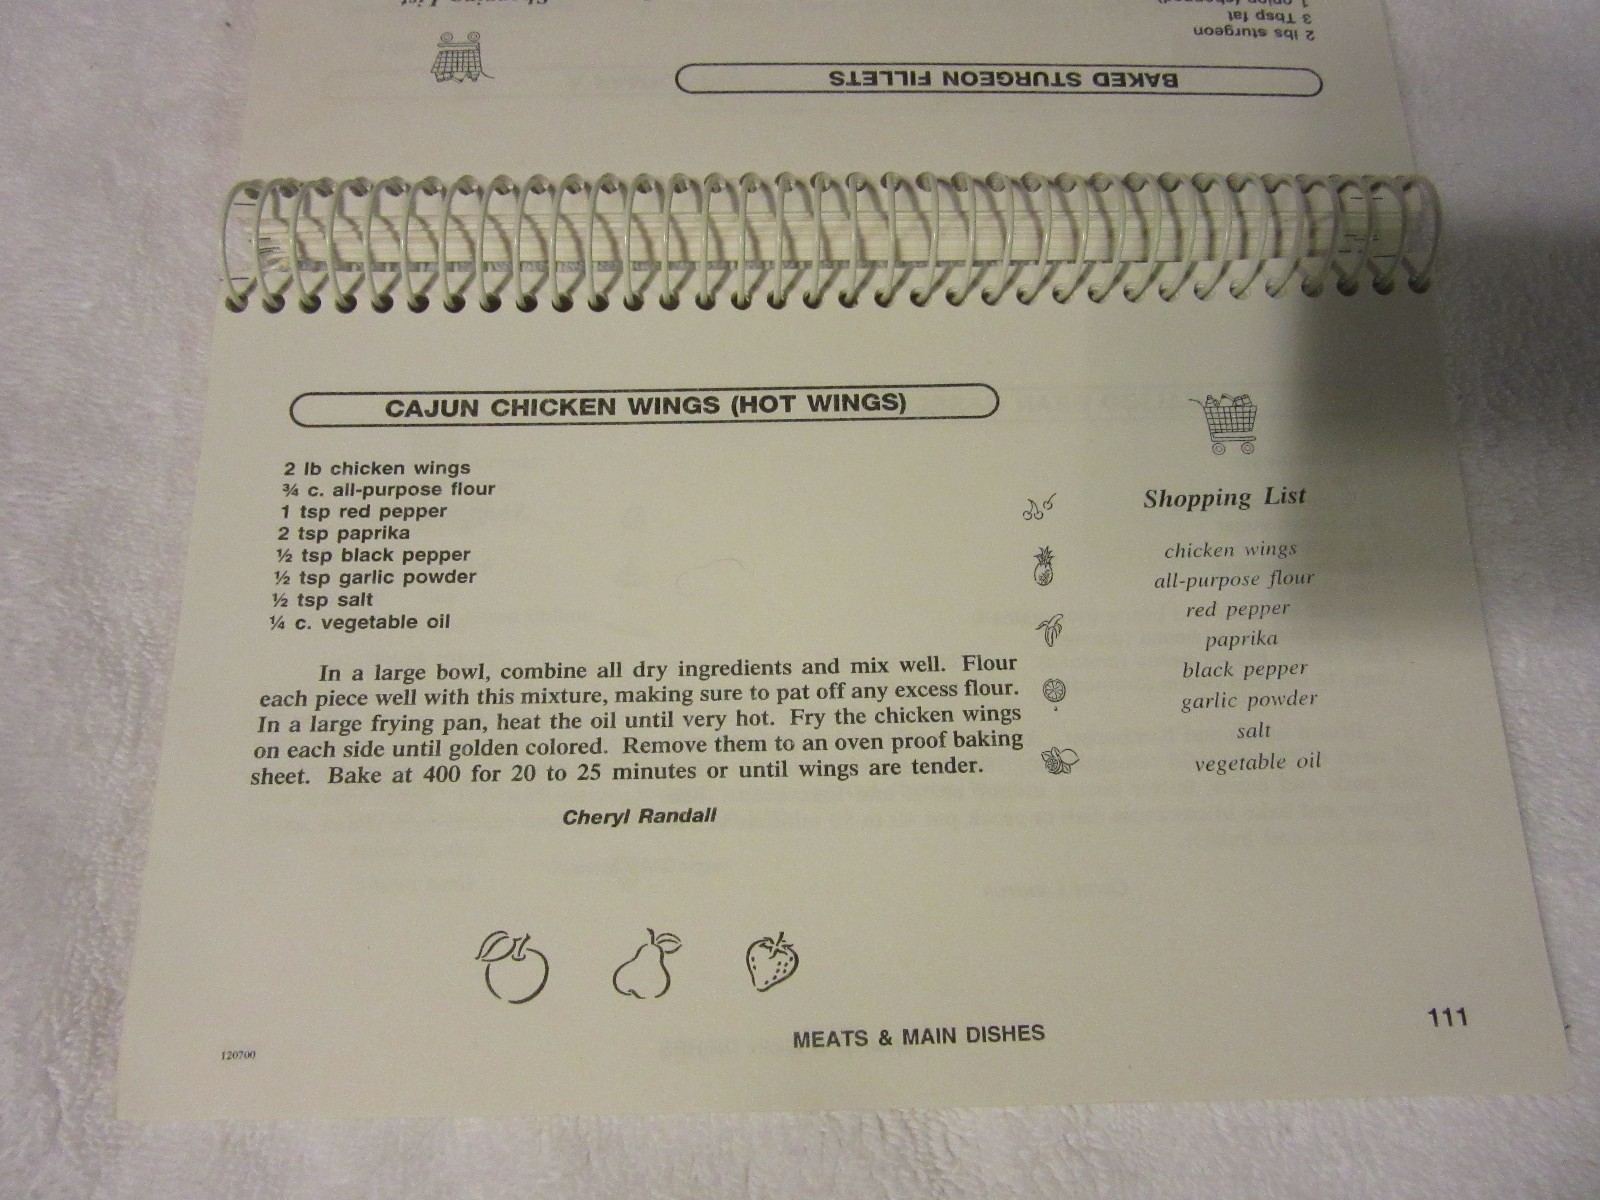 Shopping List
1 onion (chopped)
3 Tbsp fat
2 lbs sturgeon
BAKED STURGEON FILLETS
CAJUN CHICKEN WINGS (HOT WINGS)
2 lb chicken wings
¾ c. all-purpose flour
1 tsp red pepper
2 tsp paprika
½ tsp black pepper
½ tsp garlic powder
½ tsp salt
¼ c. vegetable oil
In a large bowl, combine all dry ingredients and mix well. Flour
each piece well with this mixture, making sure to pat off any excess flour.
In a large frying pan, heat the oil until very hot. Fry the chicken wings
on each side until golden colored. Remove them to an oven proof baking
sheet. Bake at 400 for 20 to 25 minutes or until wings are tender.
Cheryl Randall
Shopping List
chicken wings
all-purpose flour
red pepper
paprika
black pepper
garlic powder
salt
vegetable oil
120700
MEATS & MAIN DISHES
111